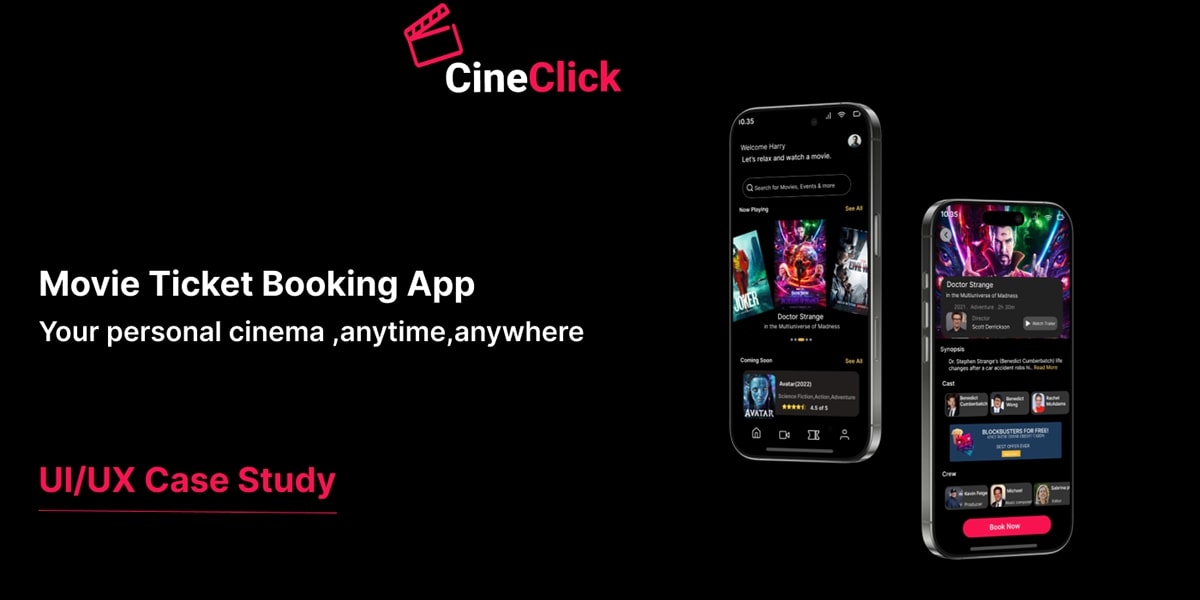 CineClick
Movie Ticket Booking App
Your personal cinema ,anytime,anywhere
UI/UX Case Study
10.35
Welcome Harry
Let's relax and watch a movie.
Search for Movies, Events & more
Now Playing
See All
JOKER
Doctor Strange
in the Multiuniverse of Madness
Coming Soon
See All
AVATAR
Avatar(2022)
Science Fiction,Action,Adventure
4.5 of 5
10.35
Doctor Strange
in the Multiuniverse of Madness
2021 . Adventure . 2h 30m
Director
Scott Derrickson
Watch Trailer
Synopsis
Dr. Stephen Strange's (Benedict Cumberbatch) life
changes after a car accident robs hi.. Read More
Cast
Benedict
Cumberbatch
Benedict
Wong
Rachel
McAdams
BLOCKBUSTERS FOR FREE!
BEST OFFER EVER
Crew
Kavin Feige
Producer
Michael
Music composer
Sabrina p
Editor
Book Now